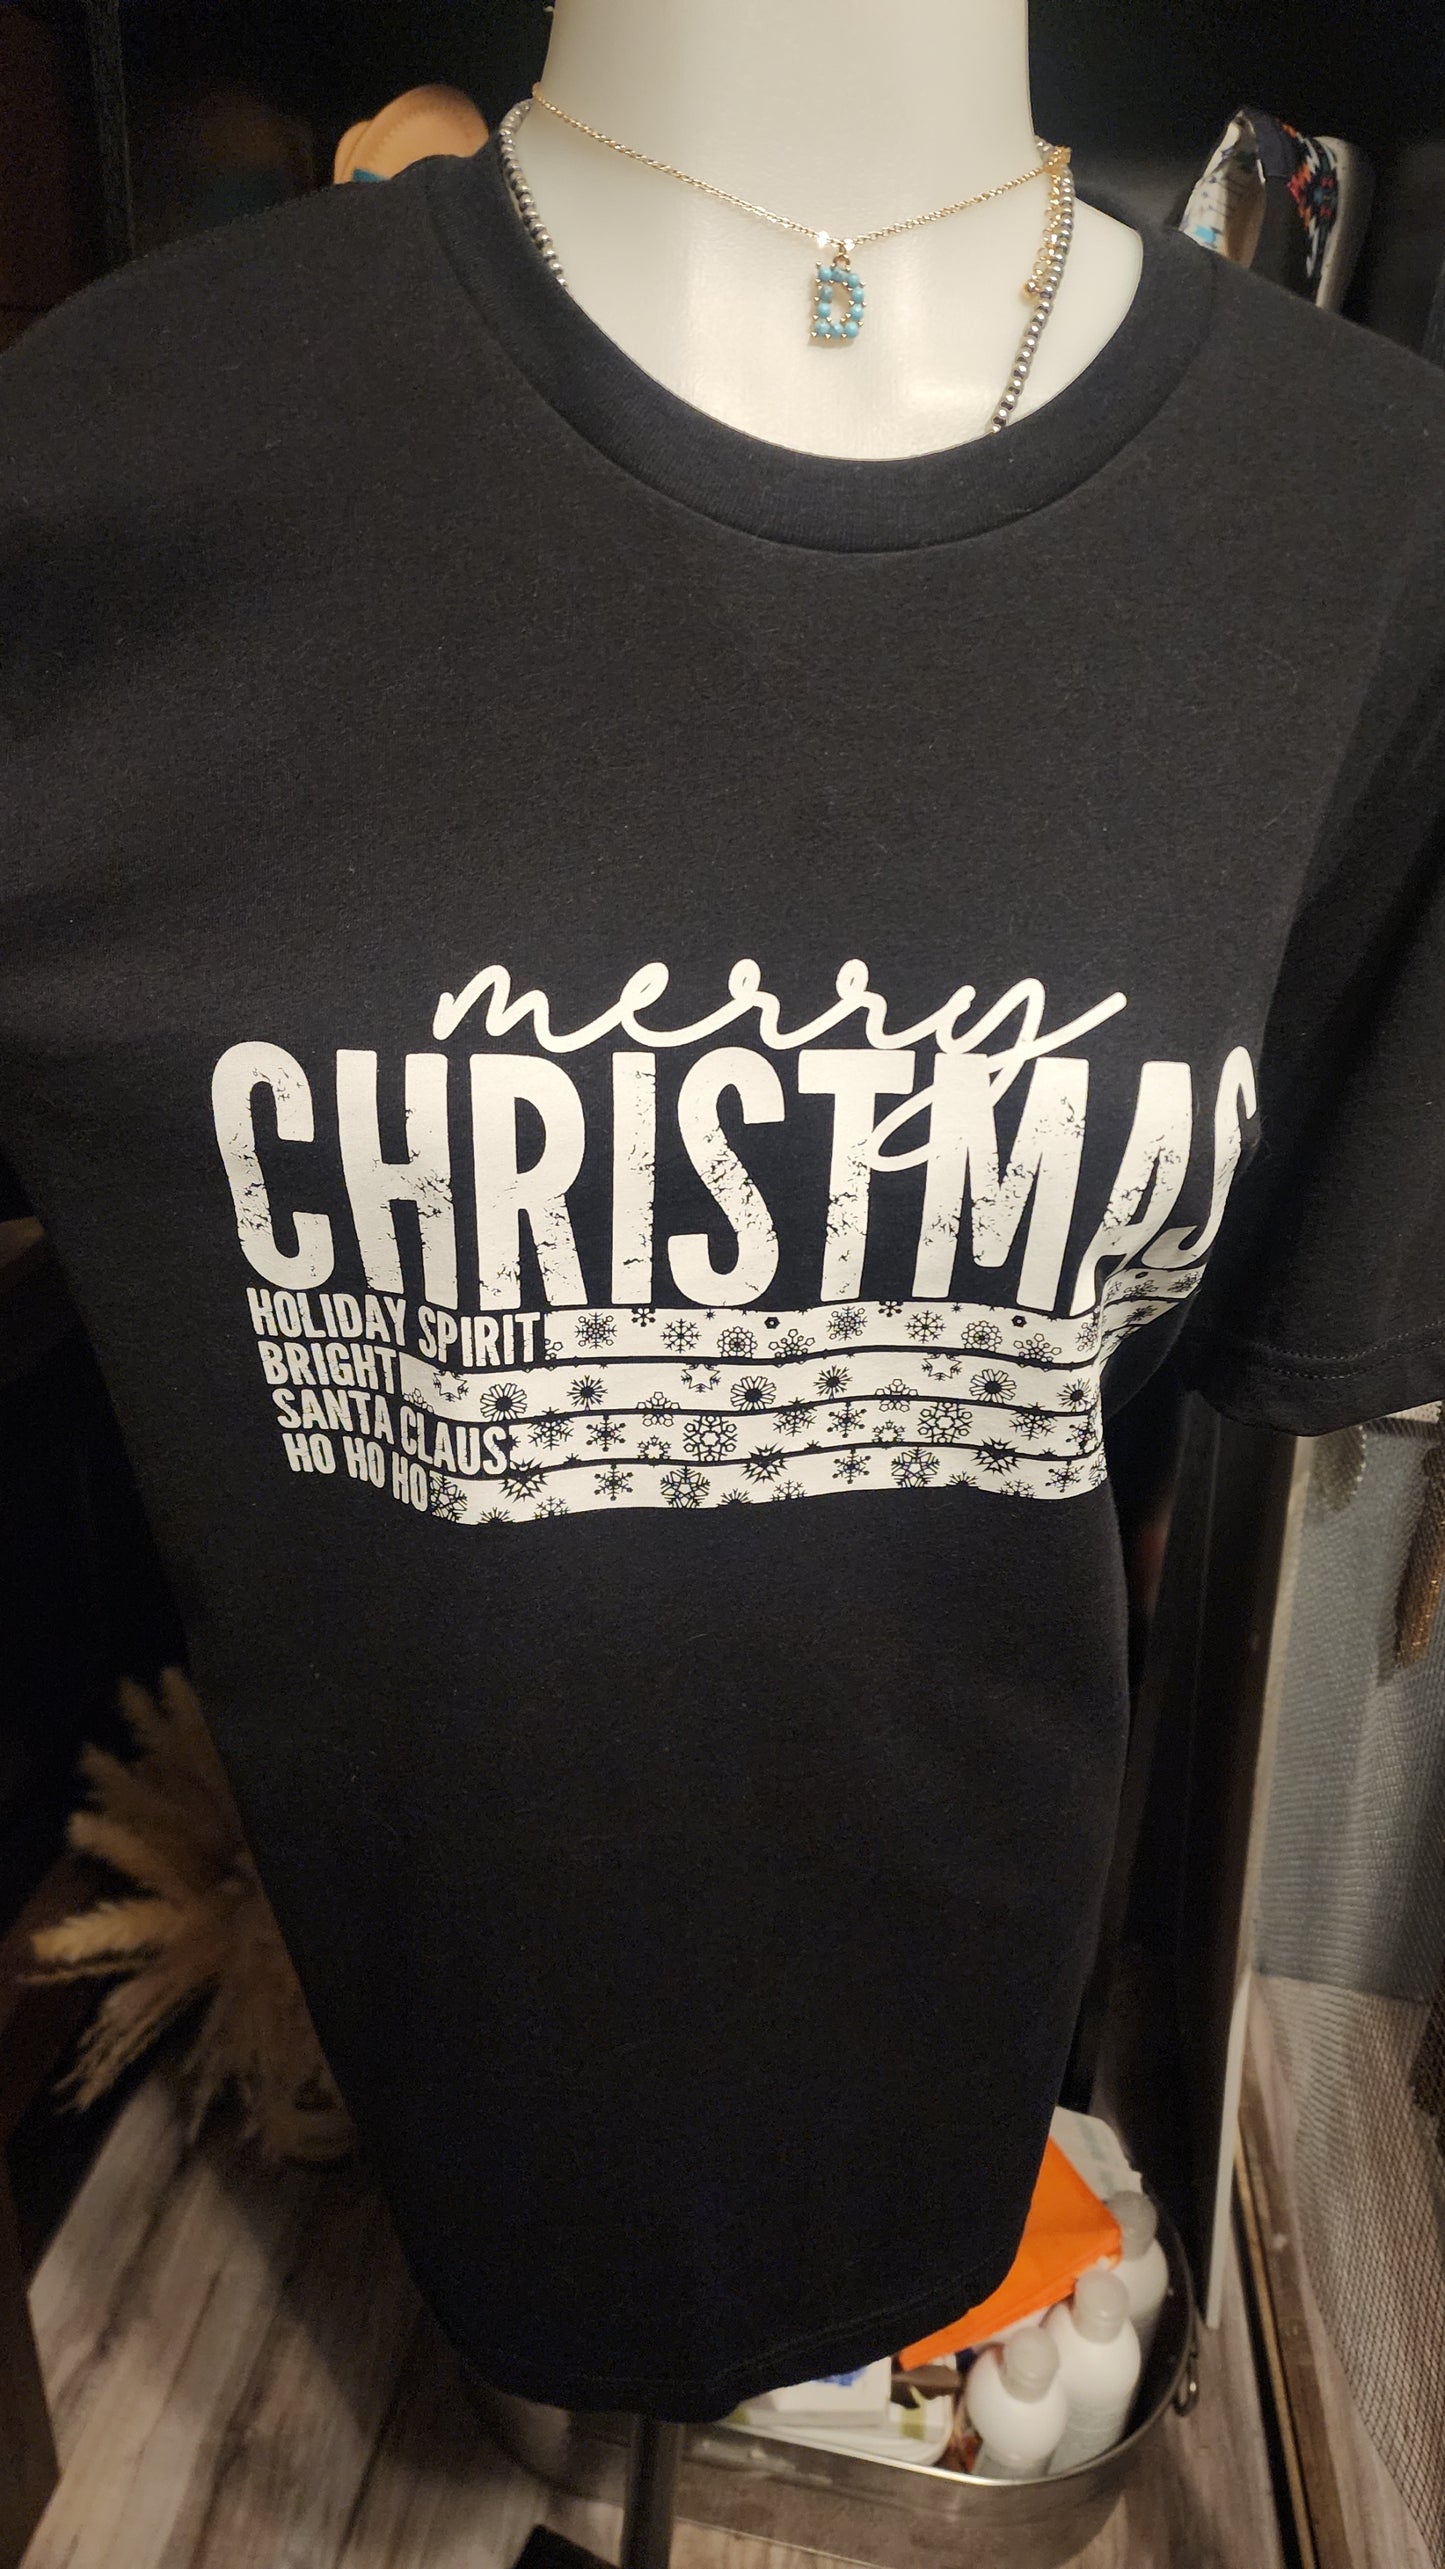 D
merry
CHRISTMAS
HOLIDAY SPIRIT
BRIGHT
SANTA CLAUS
HO HO HO